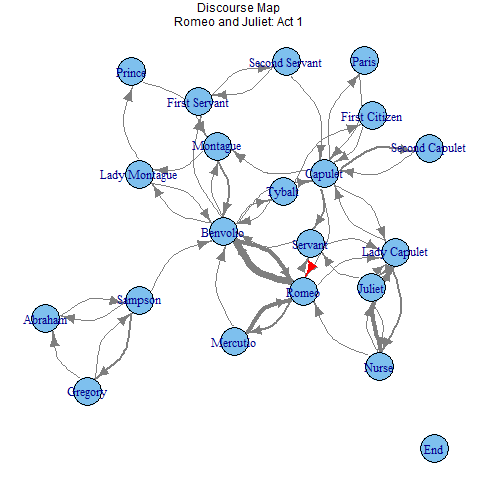 Discourse Map
Romeo and Juliet: Act 1
Second Servant
Paris
Prince
First Servant
First Citizen
Montague
Second Capulet
Lady Montague
Capulet
Tybalt
Benvolio
Servant
Lady Capulet
Romeo
Juliet
Sampson
Abraham
Mercutio
Nurse
Gregory
End